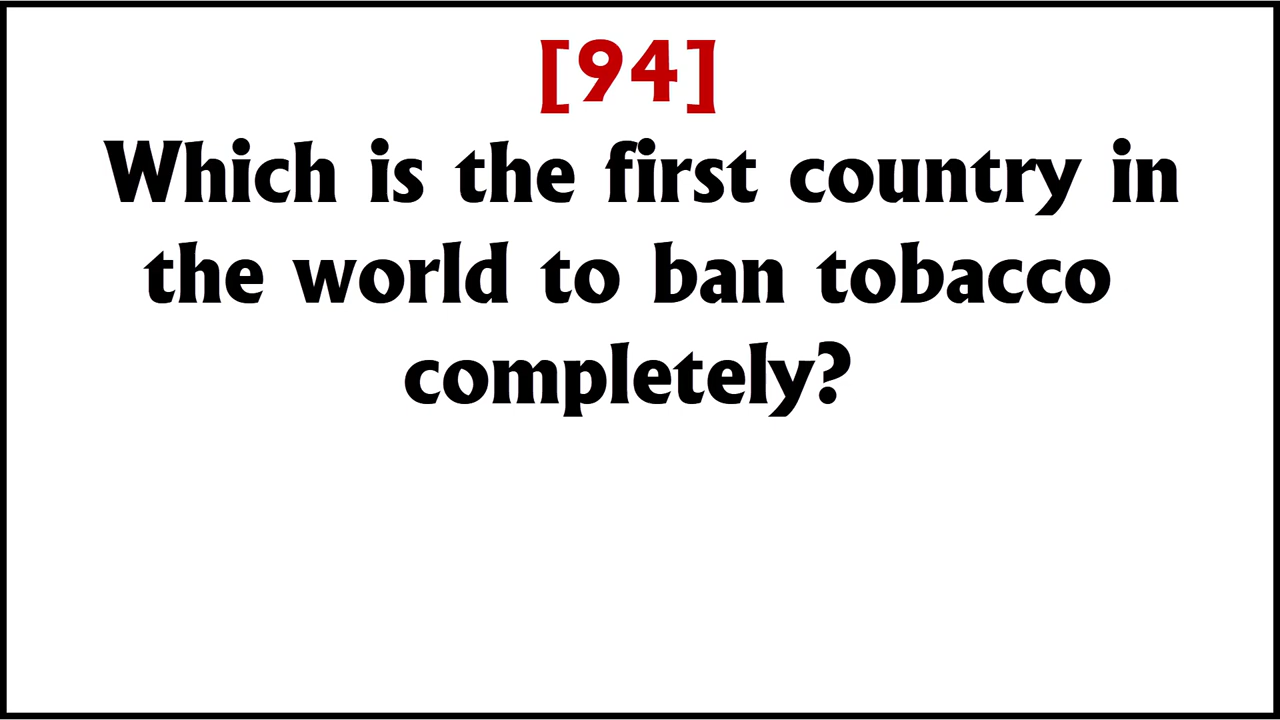 [94]
Which is the first country in
the world to ban tobacco
completely?